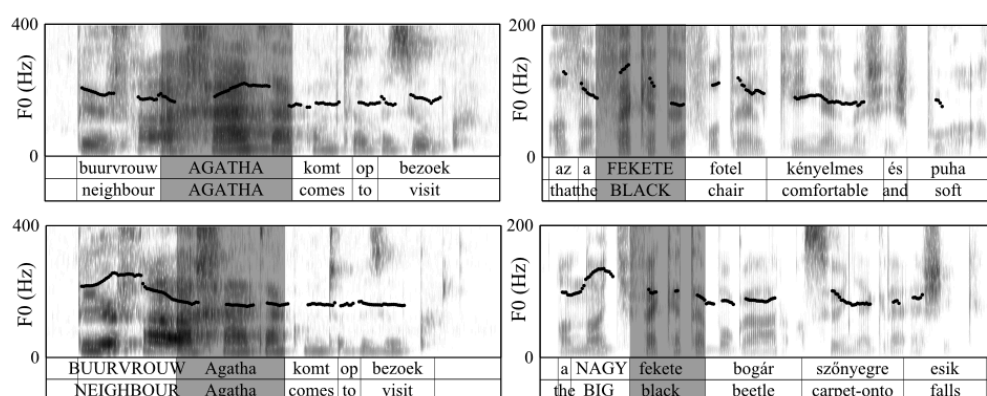 400
F0 (Hz)
0
buurvrouw AGATHA komt op bezoek
neighbour AGATHA comes to visit
200
F0 (Hz)
0
az a FEKETE fotel kényelmes és puha
that the BLACK chair comfortable and soft
400
F0 (Hz)
0
BUURVROUW Agatha komt op bezoek
NEIGHBOUR Agatha comes to visit
200
F0 (Hz)
0
a NAGY fekete bogár szőnyegre esik
the BIG black beetle carpet-onto falls